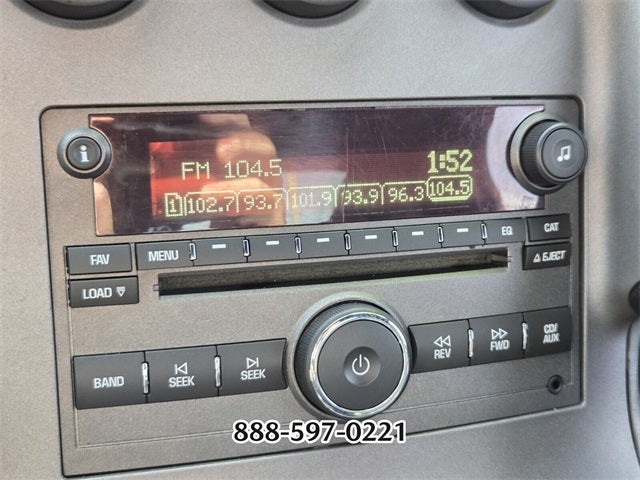 i
FM 104.5 1:52
1 102.7 93.7 101.9 93.9 96.3 104.5
FAV MENU EQ CAT
LOAD EJECT
BAND SEEK SEEK REV FWD CD/AUX
888-597-0221